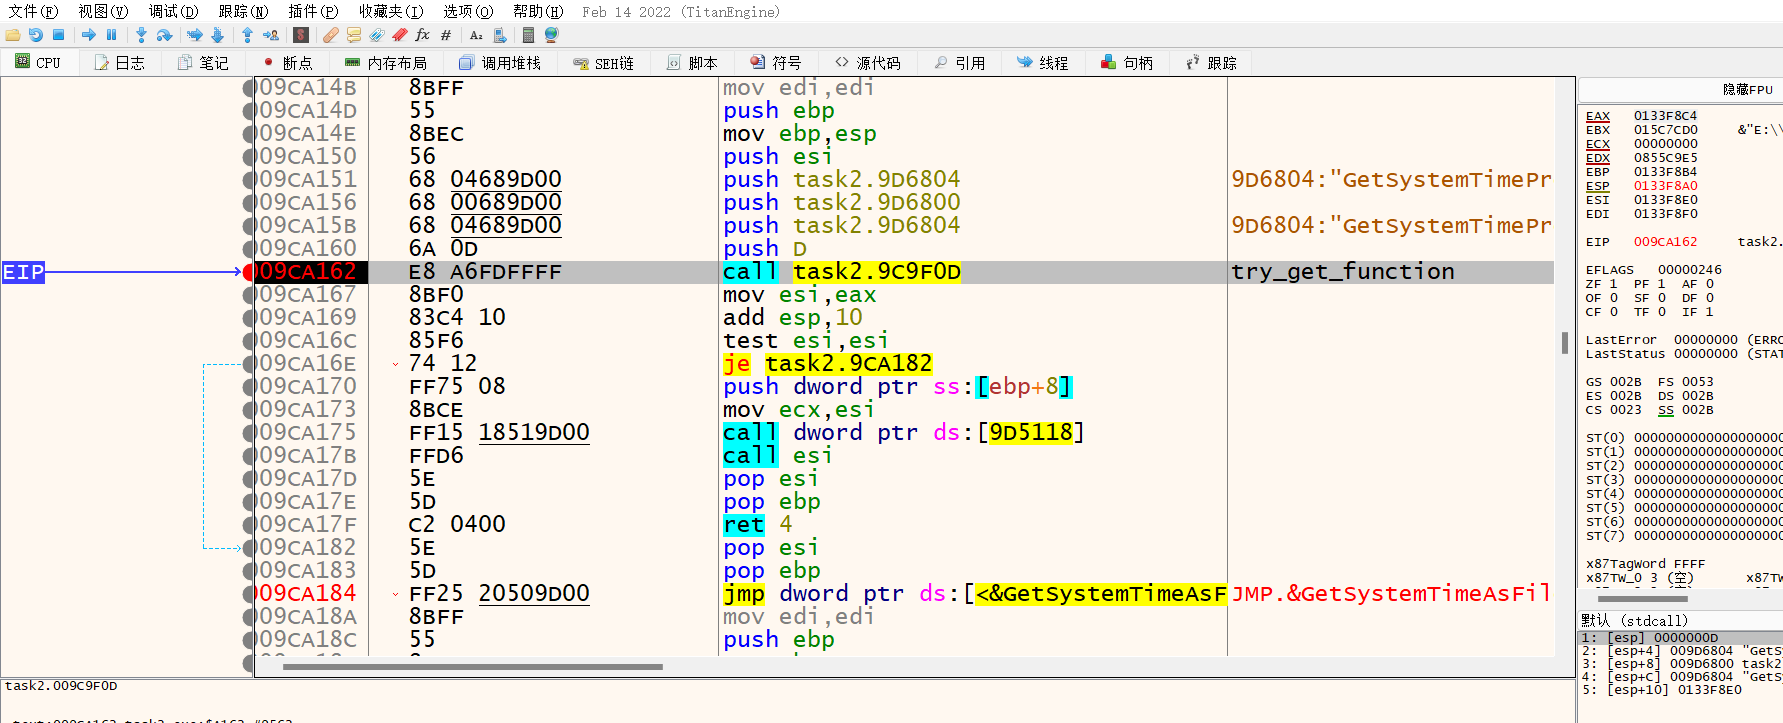 文件(F) 视图(V) 调试(D) 跟踪(N) 插件(P) 收藏夹(I) 选项(O) 帮助(H) Feb 14 2022 (TitanEngine)
CPU 日志 笔记 断点 内存布局 调用堆栈 SEH链 脚本 符号 源代码 引用 线程 句柄 跟踪
009CA14B 8BFF mov edi,edi
009CA14D 55 push ebp
009CA14E 8BEC mov ebp,esp
009CA150 56 push esi
009CA151 68 04689D00 push task2.9D6804 9D6804:"GetSystemTimePr
009CA156 68 00689D00 push task2.9D6800
009CA15B 68 04689D00 push task2.9D6804 9D6804:"GetSystemTimePr
009CA160 6A 0D push D
EIP 009CA162 E8 A6FDFFFF call task2.9C9F0D try_get_function
009CA167 8BF0 mov esi,eax
009CA169 83C4 10 add esp,10
009CA16C 85F6 test esi,esi
009CA16E 74 12 je task2.9CA182
009CA170 FF75 08 push dword ptr ss:[ebp+8]
009CA173 8BCE mov ecx,esi
009CA175 FF15 18519D00 call dword ptr ds:[9D5118]
009CA17B FFD6 call esi
009CA17D 5E pop esi
009CA17E 5D pop ebp
009CA17F C2 0400 ret 4
009CA182 5E pop esi
009CA183 5D pop ebp
009CA184 FF25 20509D00 jmp dword ptr ds:[<&GetSystemTimeAsF JMP.&GetSystemTimeAsFil
009CA18A 8BFF mov edi,edi
009CA18C 55 push ebp
task2.009C9F0D
隐藏FPU
EAX 0133F8C4
EBX 015C7CD0 &"E:\\
ECX 00000000
EDX 0855C9E5
EBP 0133F8B4
ESP 0133F8A0
ESI 0133F8E0
EDI 0133F8F0
EIP 009CA162 task2.
EFLAGS 00000246
ZF 1 PF 1 AF 0
OF 0 SF 0 DF 0
CF 0 TF 0 IF 1
LastError 00000000 (ERRO
LastStatus 00000000 (STAT
GS 002B FS 0053
ES 002B DS 002B
CS 0023 SS 002B
ST(0) 0000000000000000000
ST(1) 0000000000000000000
ST(2) 0000000000000000000
ST(3) 0000000000000000000
ST(4) 0000000000000000000
ST(5) 0000000000000000000
ST(6) 0000000000000000000
ST(7) 0000000000000000000
x87TagWord FFFF
x87TW_0 3 (空) x87T
默认 (stdcall)
1: [esp] 0000000D
2: [esp+4] 009D6804 "GetS
3: [esp+8] 009D6800 task2
4: [esp+C] 009D6804 "GetS
5: [esp+10] 0133F8E0